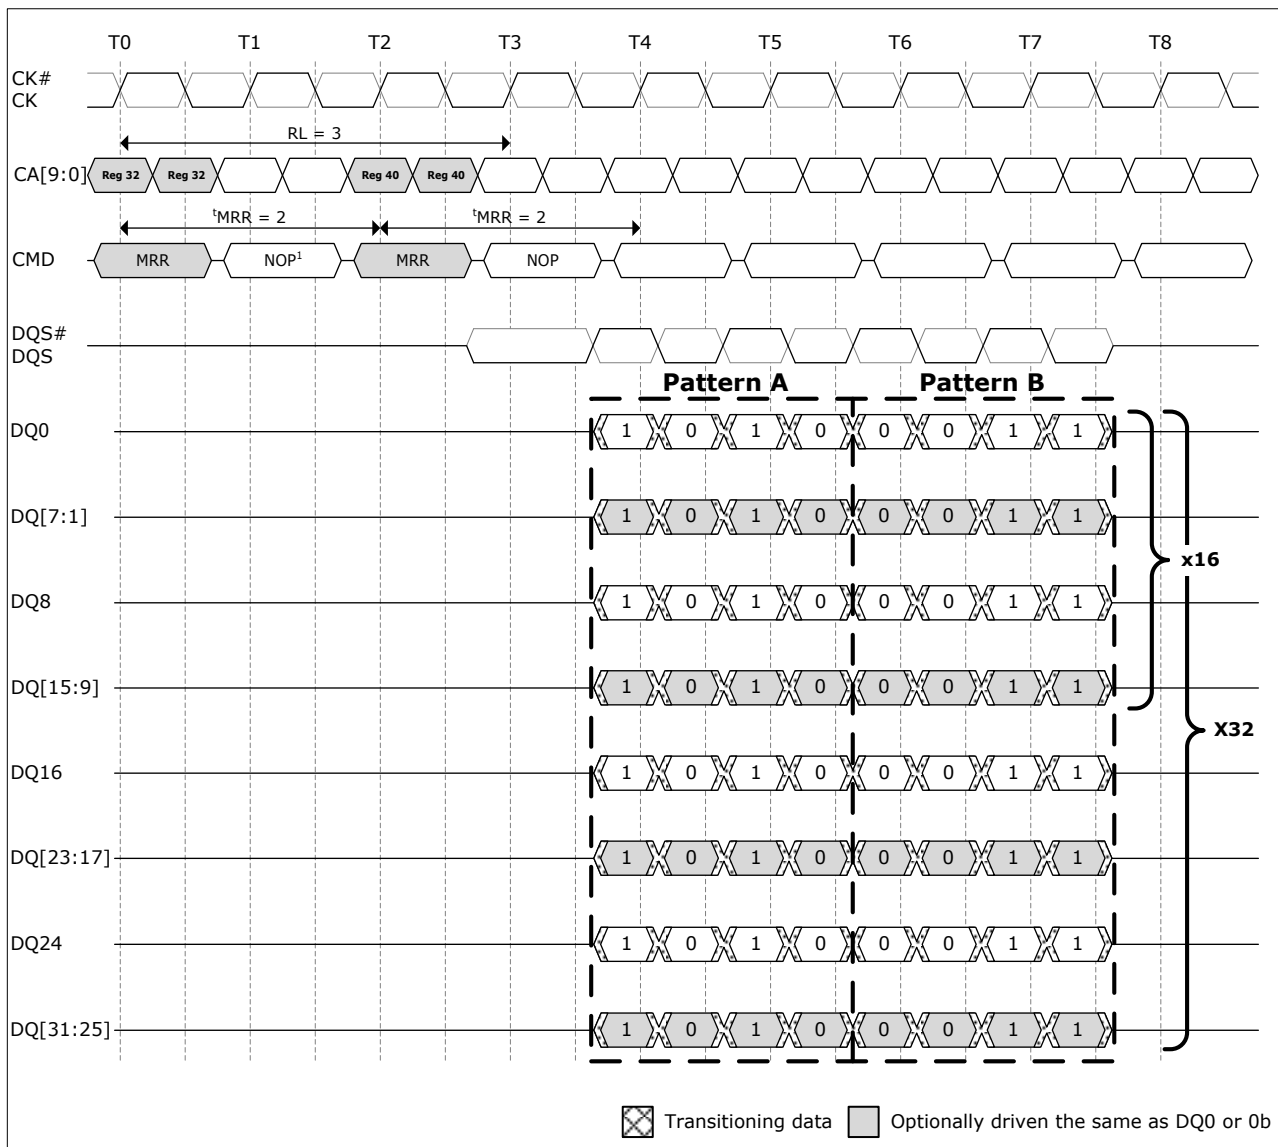 T0 T1 T2 T3 T4 T5 T6 T7 T8
CK#
CK
RL = 3
CA[9:0] Reg 32 Reg 32 Reg 40 Reg 40
tMRR = 2 tMRR = 2
CMD MRR NOP1 MRR NOP
DQS#
DQS
Pattern A Pattern B
DQ0 1 0 1 0 0 0 1 1
DQ[7:1] 1 0 1 0 0 0 1 1
x16
DQ8 1 0 1 0 0 0 1 1
DQ[15:9] 1 0 1 0 0 0 1 1
X32
DQ16 1 0 1 0 0 0 1 1
DQ[23:17] 1 0 1 0 0 0 1 1
DQ24 1 0 1 0 0 0 1 1
DQ[31:25] 1 0 1 0 0 0 1 1
Transitioning data Optionally driven the same as DQ0 or 0b